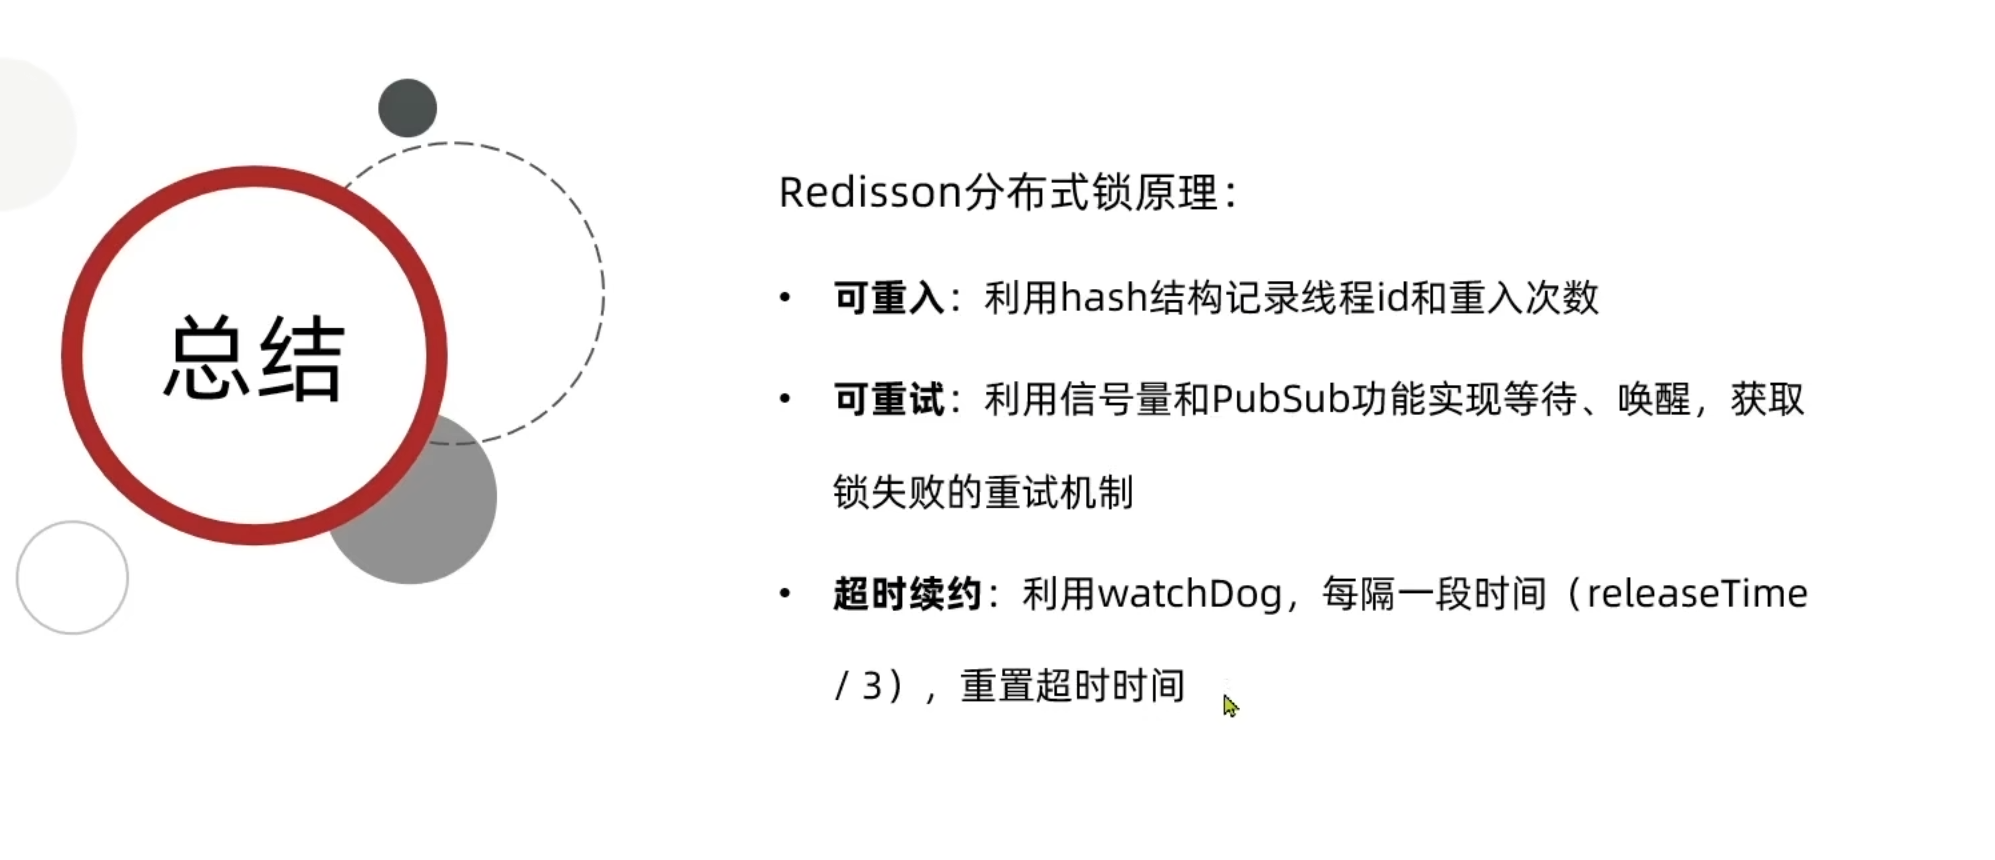 总结
Redisson分布式锁原理：
• 可重入：利用hash结构记录线程id和重入次数
• 可重试：利用信号量和PubSub功能实现等待、唤醒，获取
锁失败的重试机制
• 超时续约：利用watchDog，每隔一段时间（releaseTime
/ 3），重置超时时间